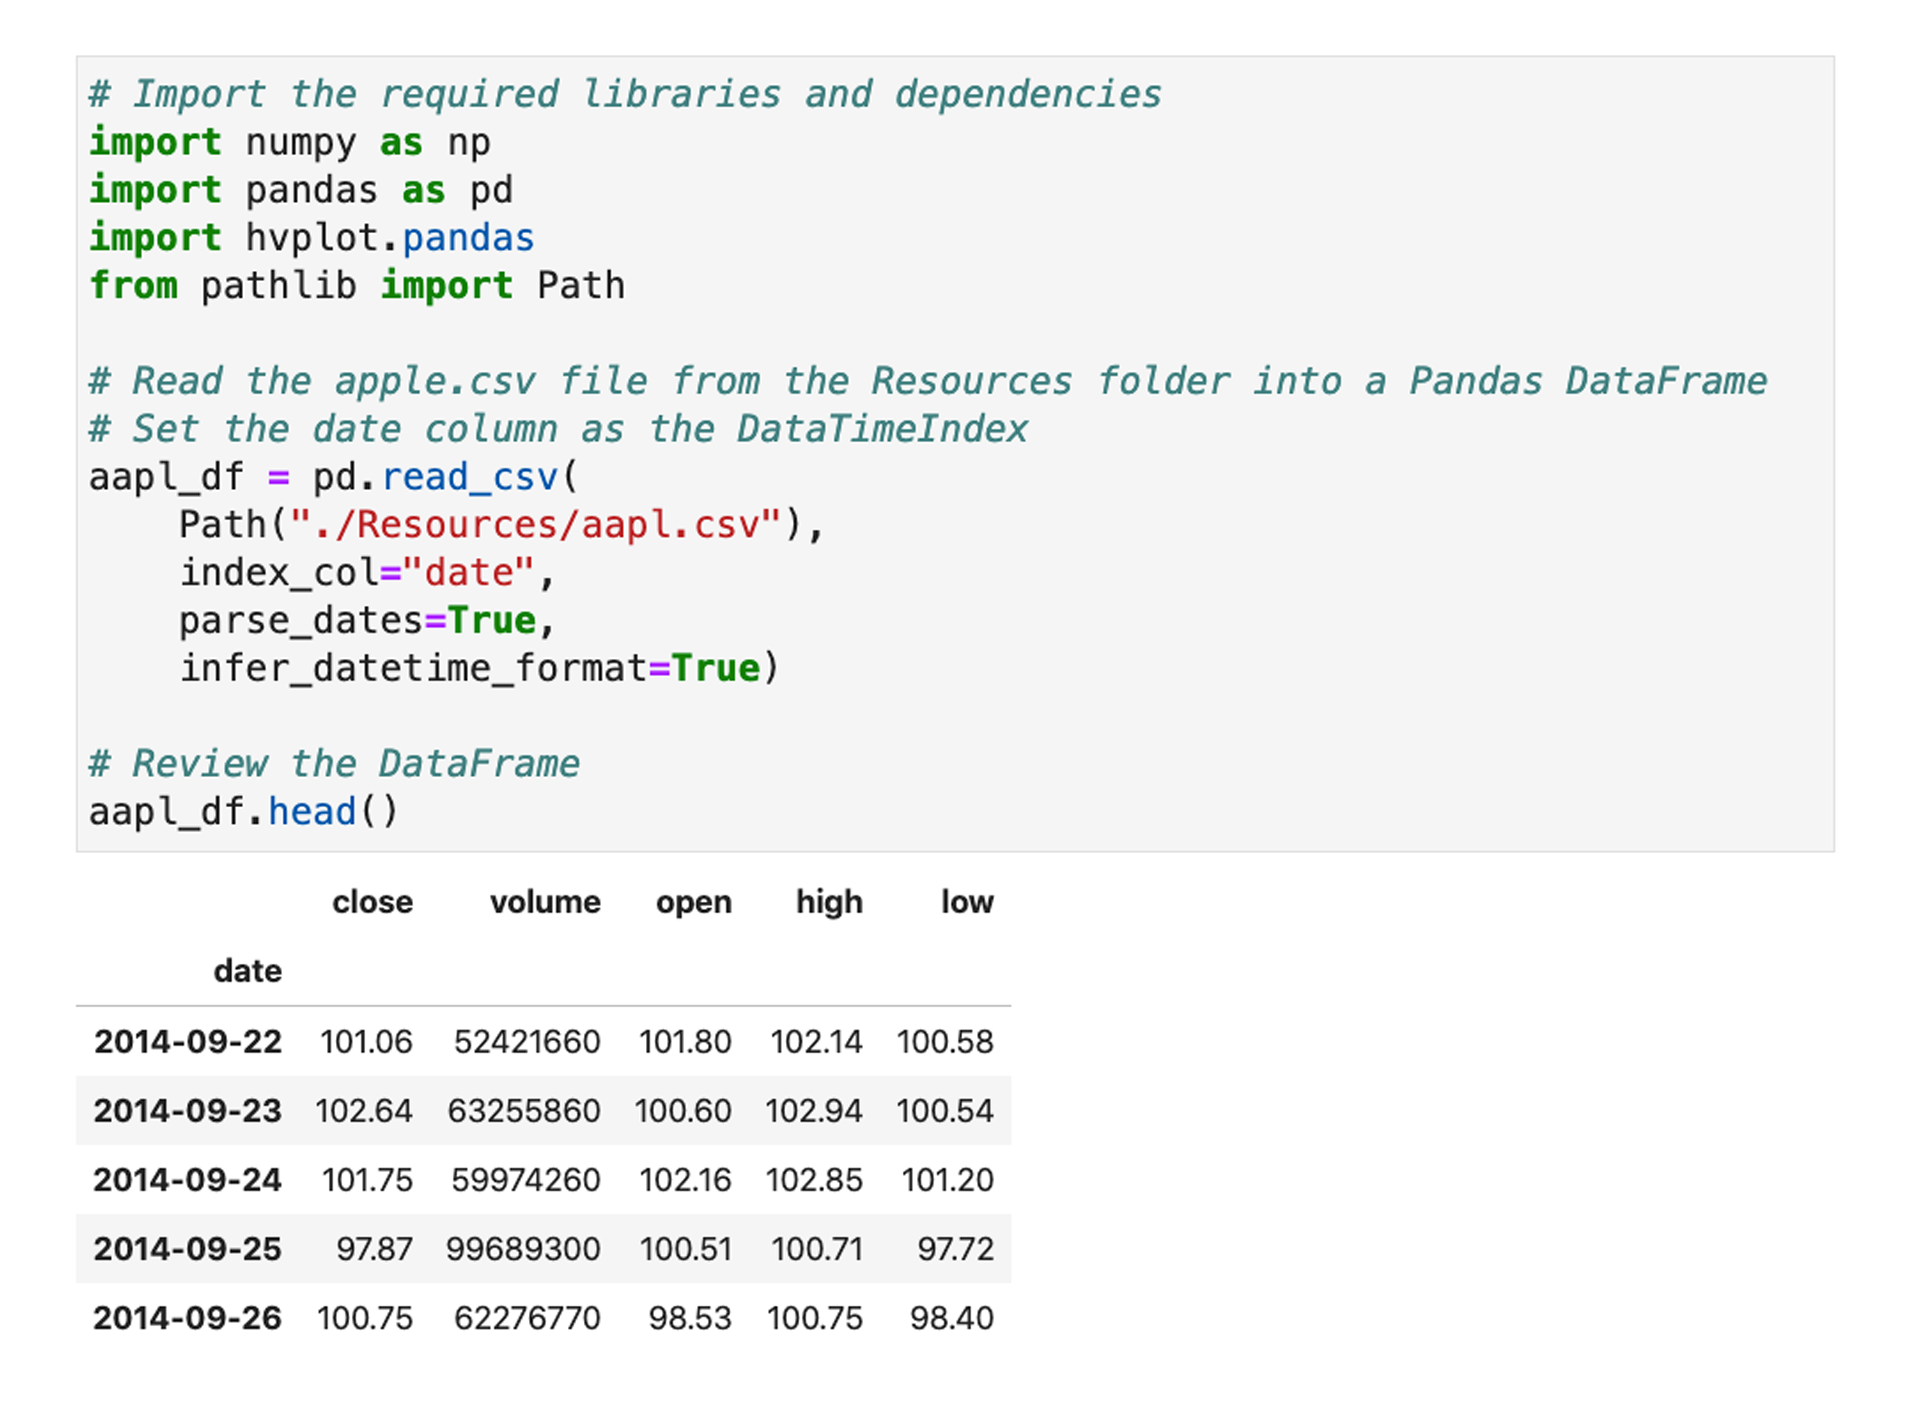 # Import the required libraries and dependencies
import numpy as np
import pandas as pd
import hvplot.pandas
from pathlib import Path
# Read the apple.csv file from the Resources folder into a Pandas DataFrame
# Set the date column as the DataTimeIndex
aapl_df = pd.read_csv(
    Path("./Resources/aapl.csv"),
    index_col="date",
    parse_dates=True,
    infer_datetime_format=True)
# Review the DataFrame
aapl_df.head()
close volume open high low
date
2014-09-22 101.06 52421660 101.80 102.14 100.58
2014-09-23 102.64 63255860 100.60 102.94 100.54
2014-09-24 101.75 59974260 102.16 102.85 101.20
2014-09-25 97.87 99689300 100.51 100.71 97.72
2014-09-26 100.75 62276770 98.53 100.75 98.40